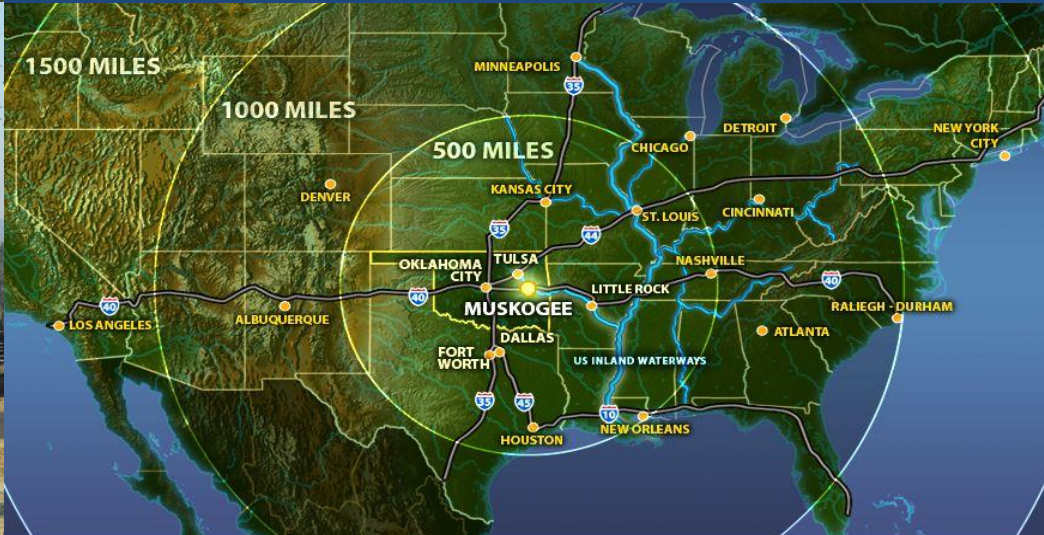 1500 MILES
1000 MILES
500 MILES
MINNEAPOLIS
35
DETROIT
CHICAGO
NEW YORK
CITY
DENVER
KANSAS CITY
35
44
ST. LOUIS
CINCINNATI
OKLAHOMA
CITY
TULSA
NASHVILLE
40
LOS ANGELES
ALBUQUERQUE
40
MUSKOGEE
LITTLE ROCK
40
RALIEGH - DURHAM
ATLANTA
FORT
WORTH
DALLAS
US INLAND WATERWAYS
35
45
HOUSTON
10
NEW ORLEANS